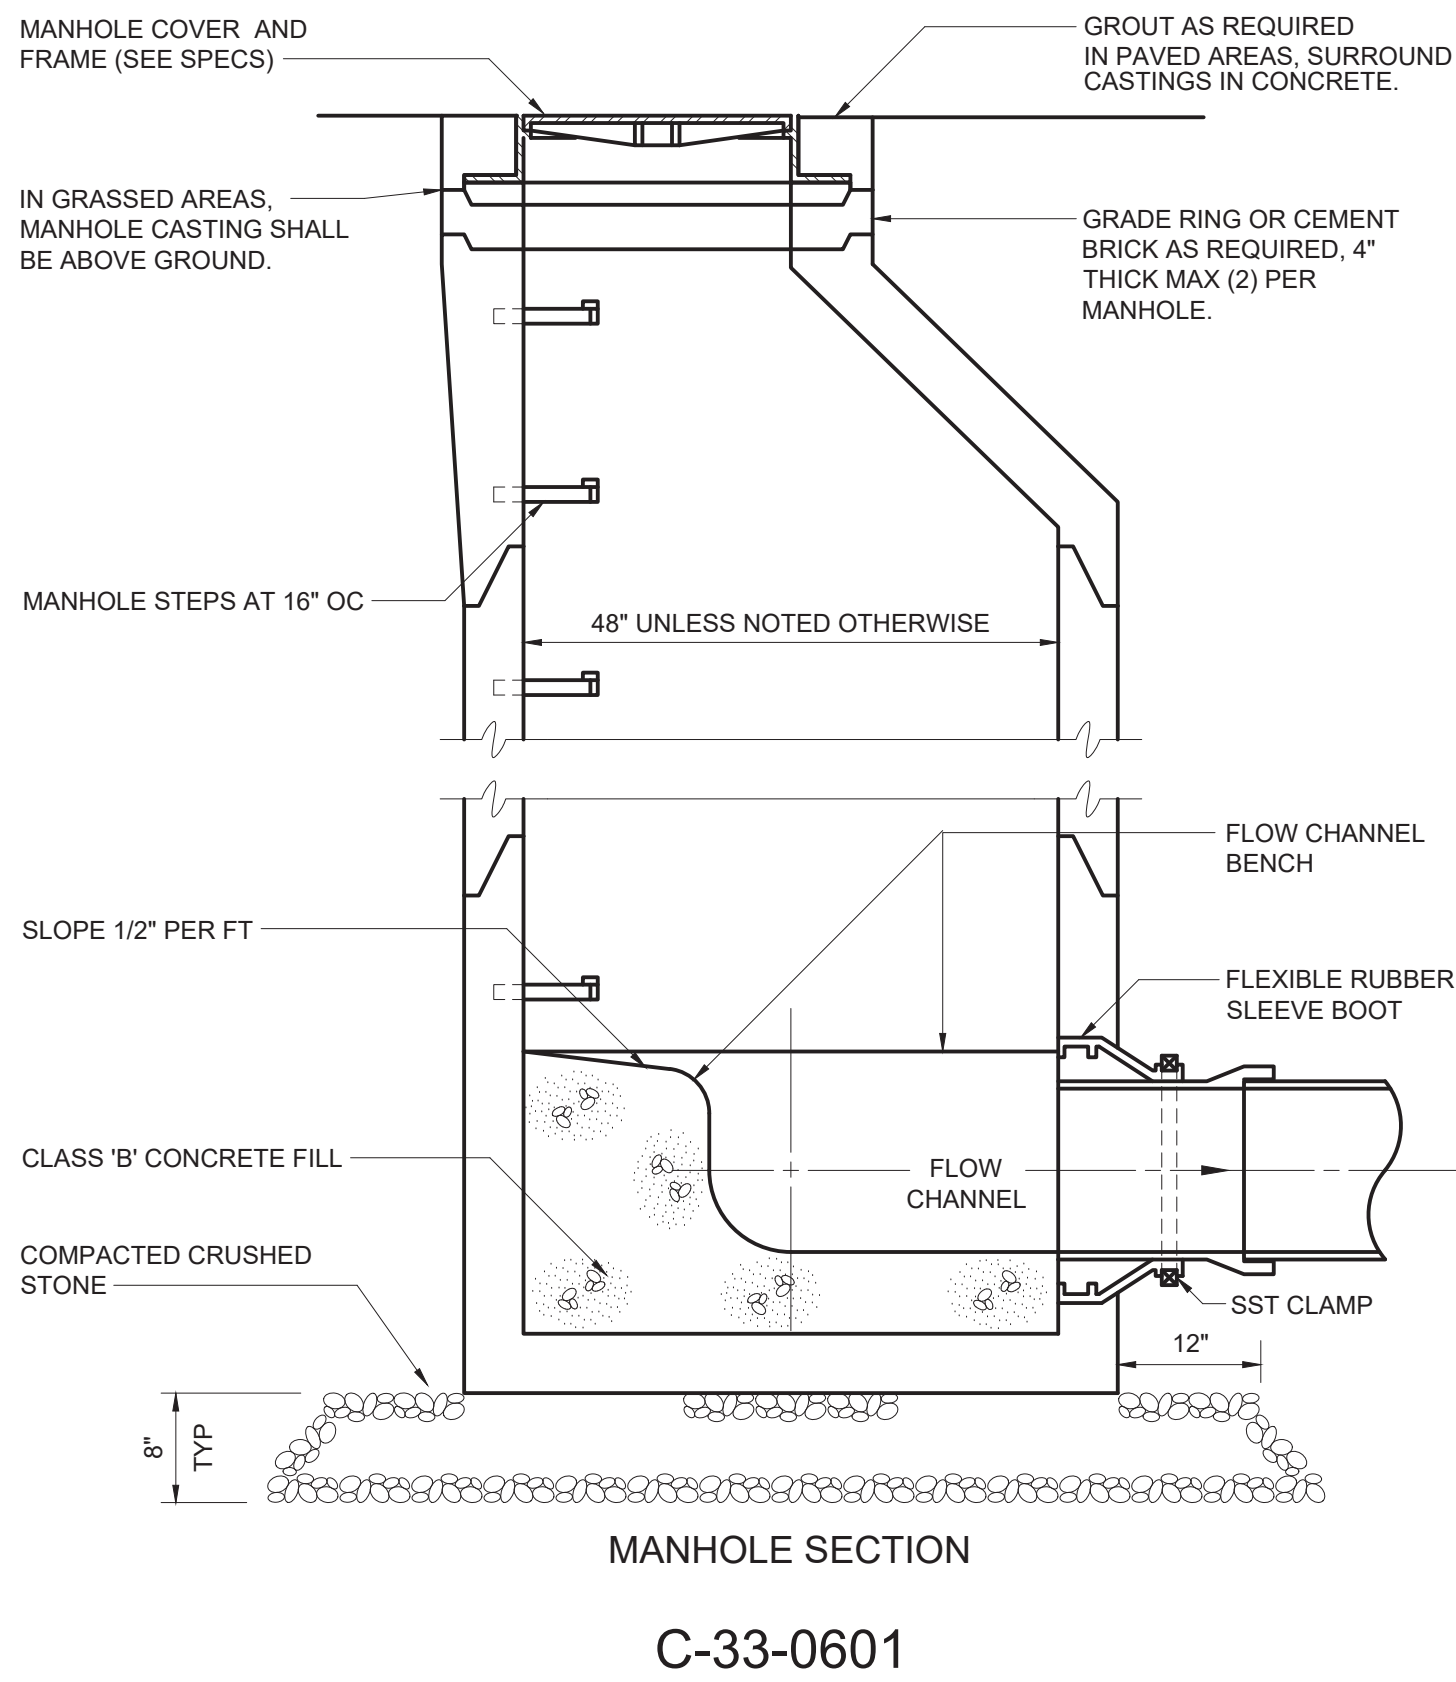 MANHOLE COVER AND
FRAME (SEE SPECS)
GROUT AS REQUIRED
IN PAVED AREAS, SURROUND
CASTINGS IN CONCRETE.
IN GRASSED AREAS,
MANHOLE CASTING SHALL
BE ABOVE GROUND.
GRADE RING OR CEMENT
BRICK AS REQUIRED, 4"
THICK MAX (2) PER
MANHOLE.
MANHOLE STEPS AT 16" OC
48" UNLESS NOTED OTHERWISE
FLOW CHANNEL
BENCH
SLOPE 1/2" PER FT
FLEXIBLE RUBBER
SLEEVE BOOT
CLASS 'B' CONCRETE FILL
FLOW
CHANNEL
COMPACTED CRUSHED
STONE
SST CLAMP
12"
8"
TYP
MANHOLE SECTION
C-33-0601